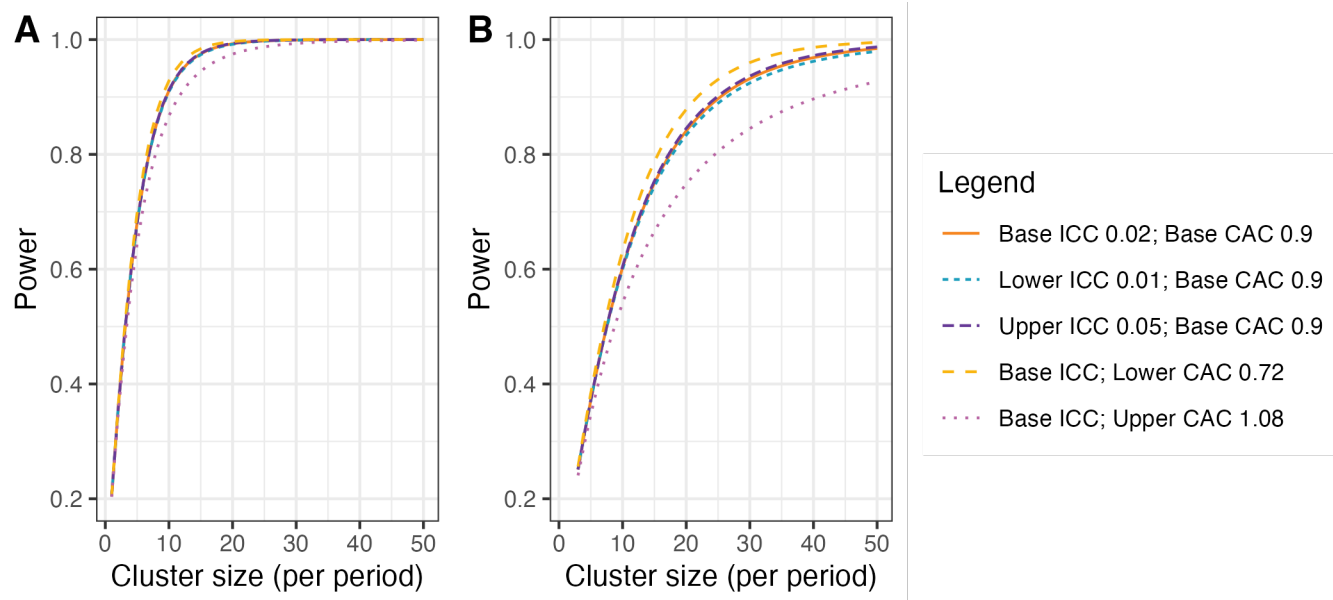 A
Power
1.0
0.8
0.6
0.4
0.2
0 10 20 30 40 50
Cluster size (per period)
B
Power
1.0
0.8
0.6
0.4
0.2
0 10 20 30 40 50
Cluster size (per period)
Legend
Base ICC 0.02; Base CAC 0.9
Lower ICC 0.01; Base CAC 0.9
Upper ICC 0.05; Base CAC 0.9
Base ICC; Lower CAC 0.72
Base ICC; Upper CAC 1.08